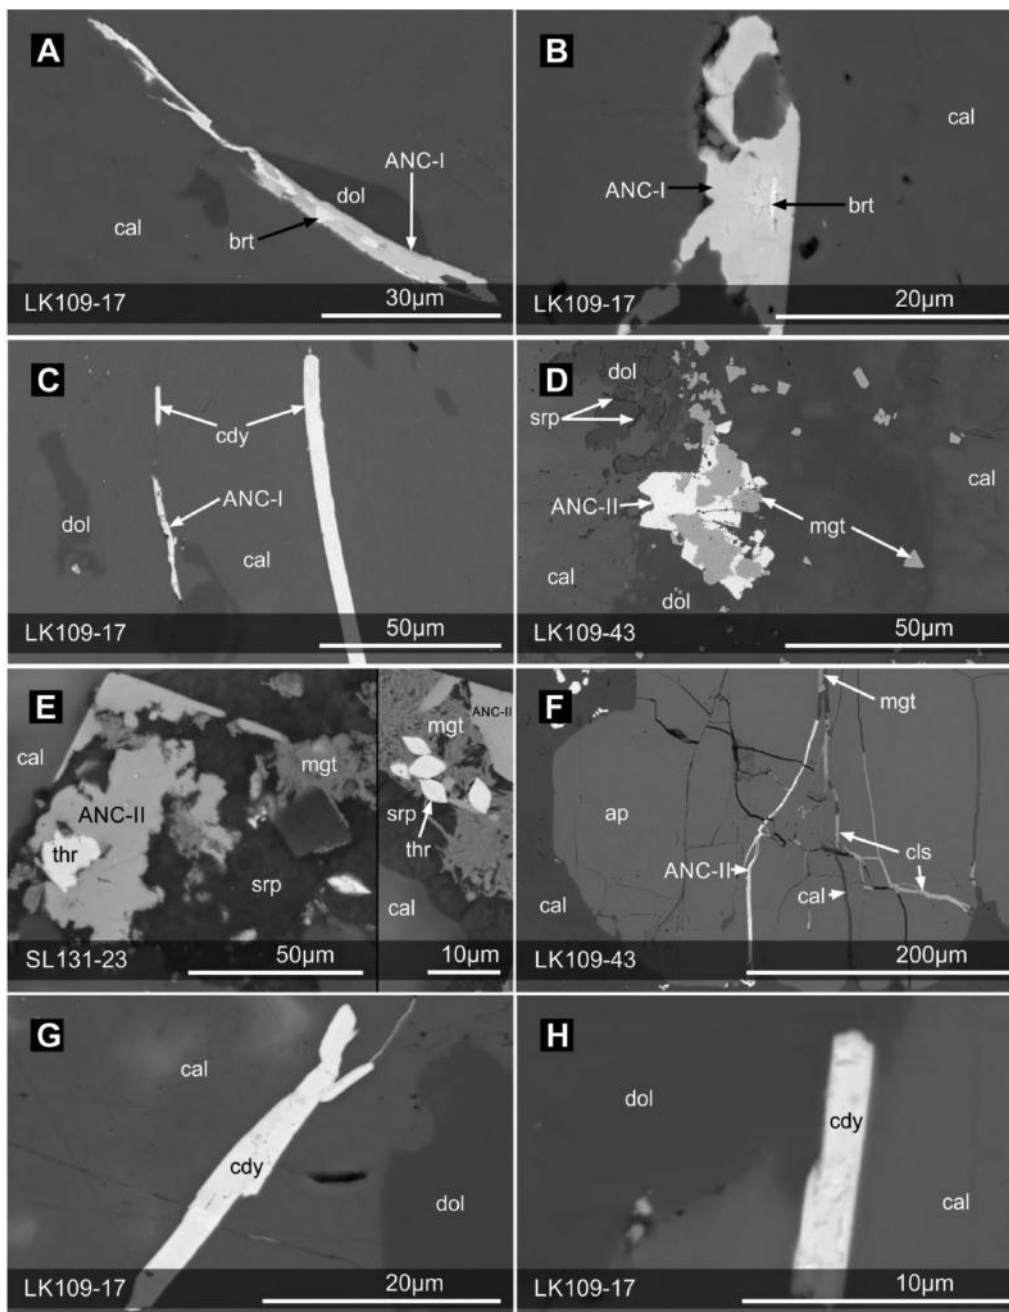 A
ANC-I
dol
cal
brt
LK109-17
30µm
B
cal
ANC-I
brt
LK109-17
20µm
C
cdy
ANC-I
dol
cal
LK109-17
50µm
D
dol
srp
cal
ANC-II
mgt
cal
dol
LK109-43
50µm
E
cal
mgt
ANC-II
thr
srp
SL131-23
50µm
ANC-II
mgt
srp
thr
cal
10µm
F
mgt
ap
cls
ANC-II
cal
cal
LK109-43
200µm
G
cal
cdy
dol
LK109-17
20µm
H
dol
cdy
cal
LK109-17
10µm